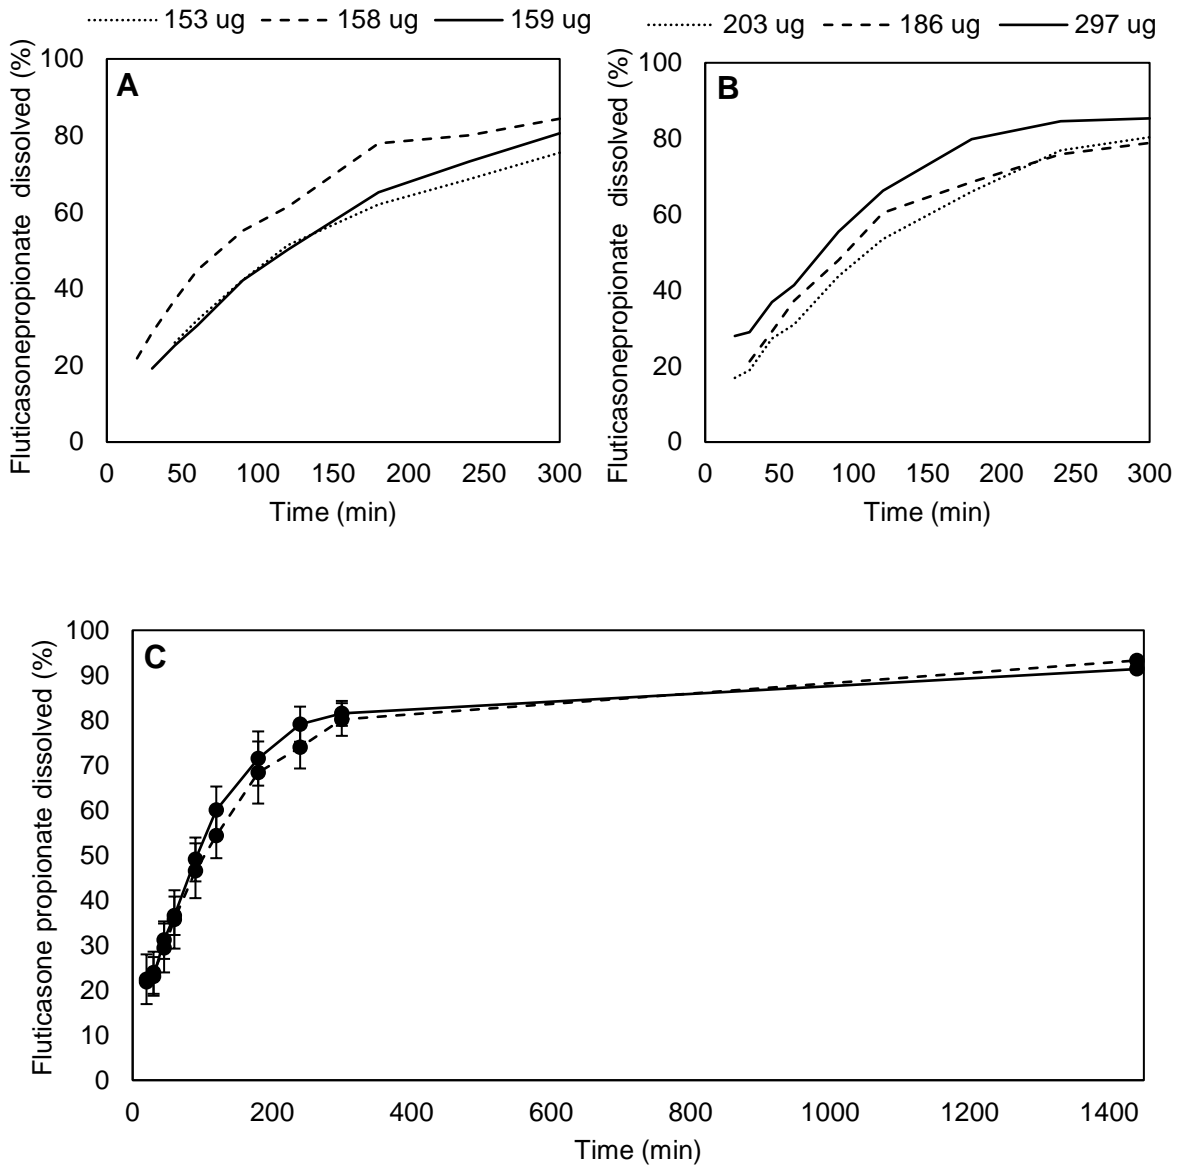 153 ug 158 ug 159 ug
203 ug 186 ug 297 ug
A
Fluticasonepropionate dissolved (%)
100
80
60
40
20
0
0 50 100 150 200 250 300
Time (min)
B
Fluticasonepropionate dissolved (%)
100
80
60
40
20
0
0 50 100 150 200 250 300
Time (min)
C
Fluticasone propionate dissolved (%)
100
90
80
70
60
50
40
30
20
10
0
0 200 400 600 800 1000 1200 1400
Time (min)